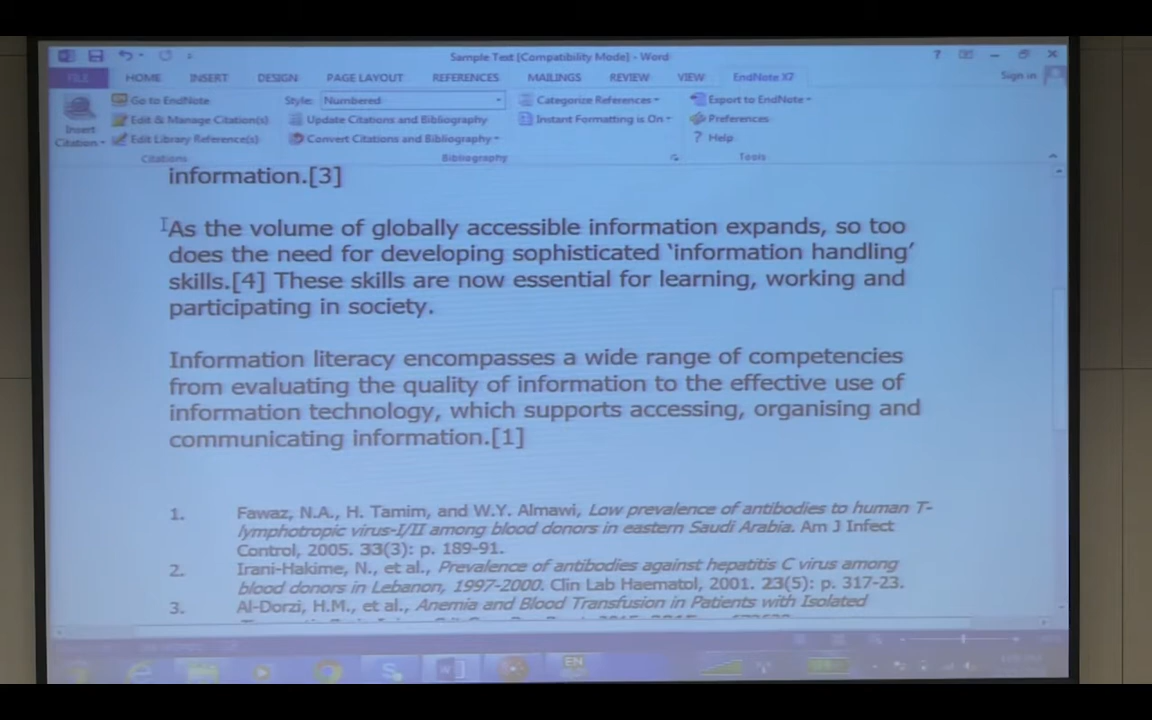 Sample Text [Compatibility Mode] - Word
?
FILE HOME INSERT DESIGN PAGE LAYOUT REFERENCES MAILINGS REVIEW VIEW EndNote X7
Sign in
Go to EndNote Style: Numbered Categorize References Export to EndNote
Insert Edit & Manage Citation(s) Update Citations and Bibliography Instant Formatting is On Preferences
Citation Edit Library Reference(s) Convert Citations and Bibliography ? Help
Citations Bibliography Tools
information.[3]
As the volume of globally accessible information expands, so too
does the need for developing sophisticated ‘information handling’
skills.[4] These skills are now essential for learning, working and
participating in society.
Information literacy encompasses a wide range of competencies
from evaluating the quality of information to the effective use of
information technology, which supports accessing, organising and
communicating information.[1]
1. Fawaz, N.A., H. Tamim, and W.Y. Almawi, Low prevalence of antibodies to human T-
lymphotropic virus-I/II among blood donors in eastern Saudi Arabia. Am J Infect
Control, 2005. 33(3): p. 189-91.
2. Irani-Hakime, N., et al., Prevalence of antibodies against hepatitis C virus among
blood donors in Lebanon, 1997-2000. Clin Lab Haematol, 2001. 23(5): p. 317-23.
3. Al-Dorzi, H.M., et al., Anemia and Blood Transfusion in Patients with Isolated
EN